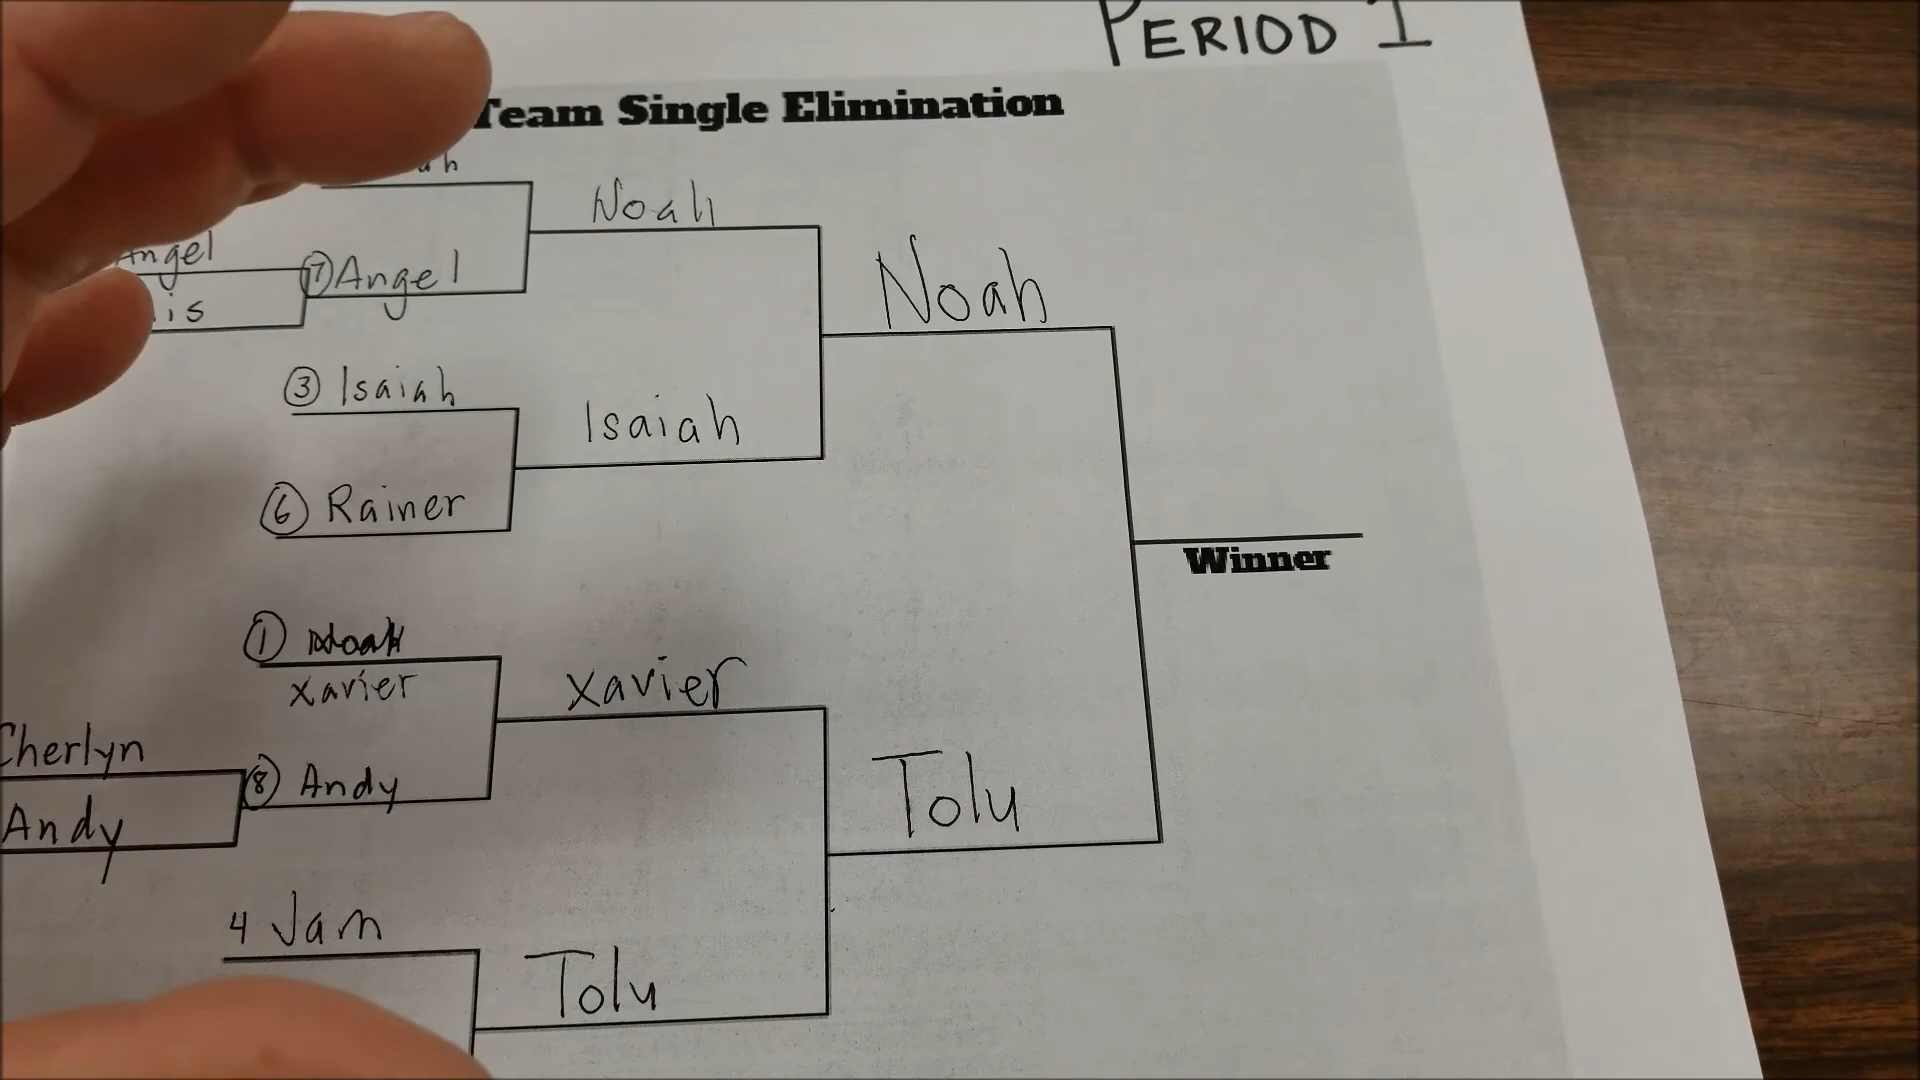 PERIOD 1
Team Single Elimination
Noah
Angel
⑦ Angel
Noah
③ Isaiah
Isaiah
⑥ Rainer
Winner
① Noah
xavier
xavier
Cherlyn
⑧ Andy
Andy
Tolu
4 Jam
Tolu